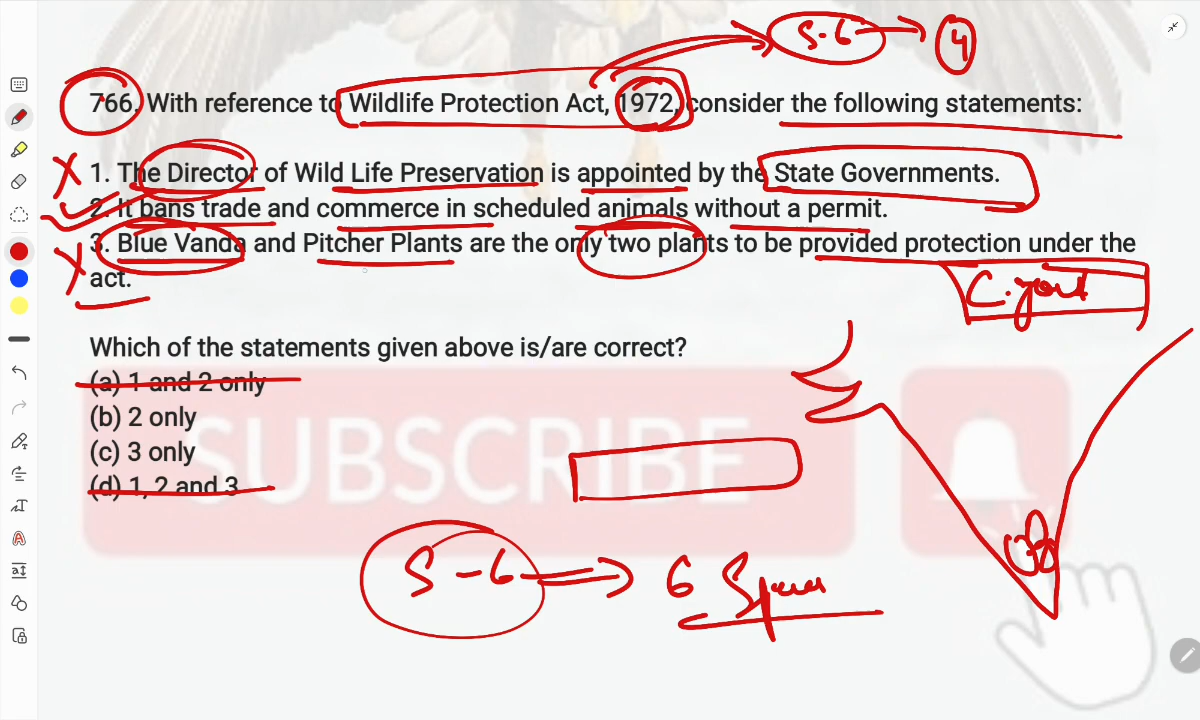 S-6 → 4
766. With reference to Wildlife Protection Act, 1972, consider the following statements:
1. The Director of Wild Life Preservation is appointed by the State Governments.
2. It bans trade and commerce in scheduled animals without a permit.
3. Blue Vanda and Pitcher Plants are the only two plants to be provided protection under the
act.
C. Govt
Which of the statements given above is/are correct?
(a) 1 and 2 only
(b) 2 only
(c) 3 only
(d) 1, 2 and 3
SUBSCRIBE
S-6 ⇒ 6